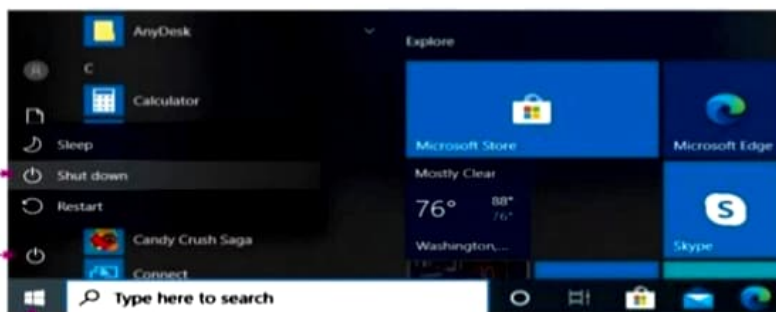 AnyDesk
Explore
C
Calculator
Sleep
Microsoft Store
Microsoft Edge
Shut down
Mostly Clear
76° 88°
76°
Restart
Candy Crush Saga
Washington,...
Skype
Connect
Type here to search